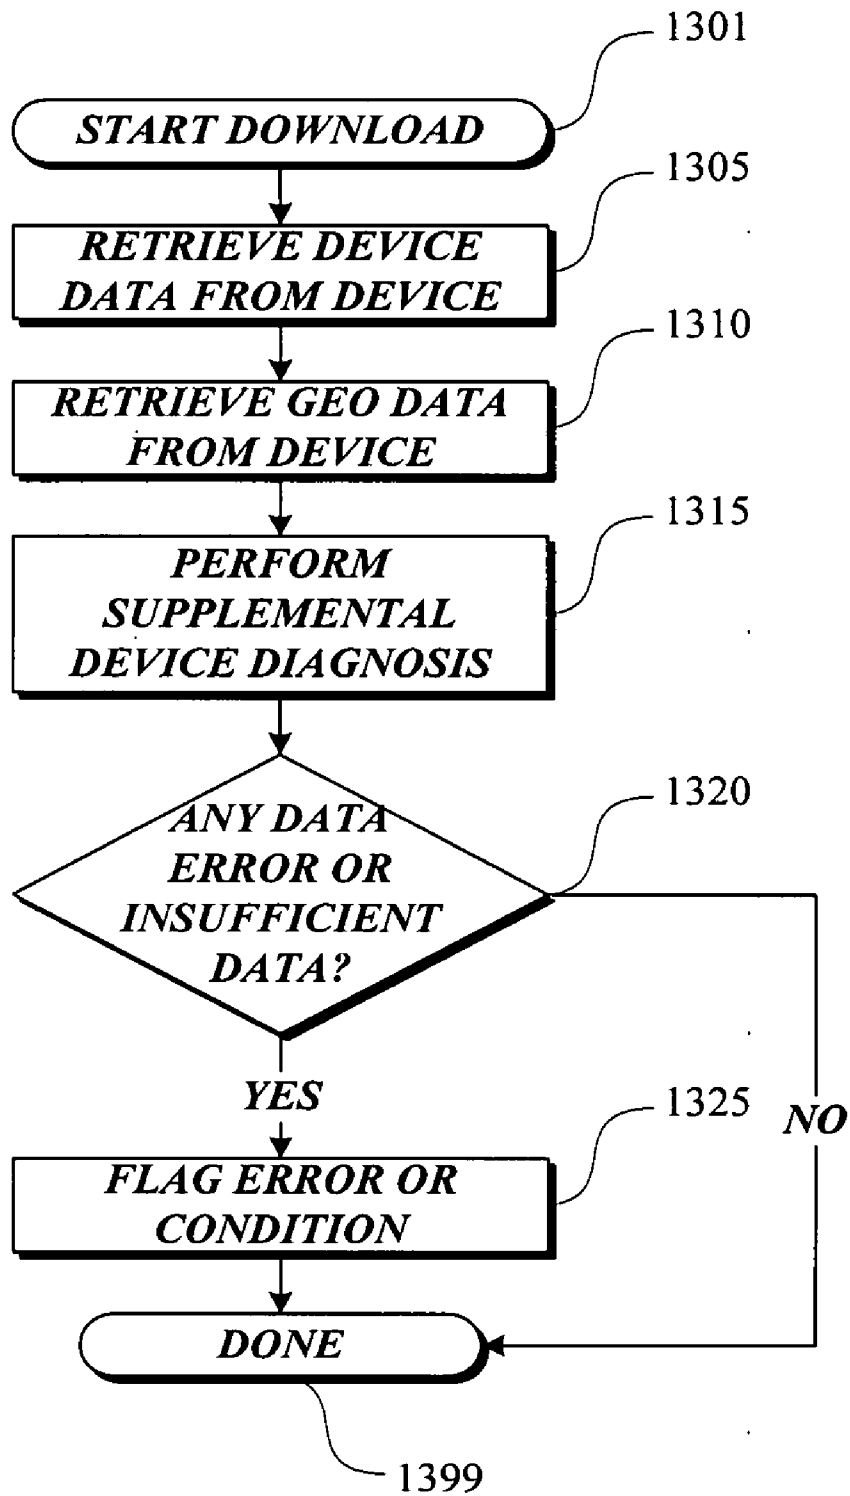 1301
START DOWNLOAD
1305
RETRIEVE DEVICE
DATA FROM DEVICE
1310
RETRIEVE GEO DATA
FROM DEVICE
1315
PERFORM
SUPPLEMENTAL
DEVICE DIAGNOSIS
1320
ANY DATA
ERROR OR
INSUFFICIENT
DATA?
YES
NO
1325
FLAG ERROR OR
CONDITION
DONE
1399